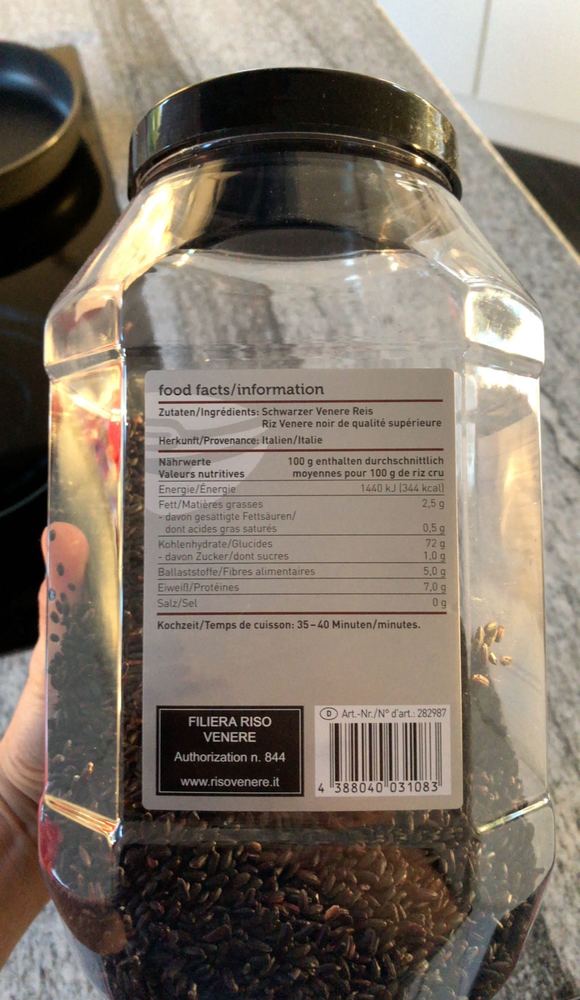 food facts/information
Zutaten/Ingrédients: Schwarzer Venere Reis
Riz Venere noir de qualité supérieure
Herkunft/Provenance: Italien/Italie
Nährwerte 100 g enthalten durchschnittlich
Valeurs nutritives moyennes pour 100 g de riz cru
Energie/Énergie 1440 kJ (344 kcal)
Fett/Matières grasses 2,5 g
- davon gesättigte Fettsäuren/
dont acides gras saturés 0,5 g
Kohlenhydrate/Glucides 72 g
- davon Zucker/dont sucres 1,0 g
Ballaststoffe/Fibres alimentaires 5,0 g
Eiweiß/Protéines 7,0 g
Salz/Sel 0 g
Kochzeit/Temps de cuisson: 35–40 Minuten/minutes.
FILIERA RISO
VENERE
Authorization n. 844
www.risovenere.it
D Art.-Nr./N° d'art.: 282987
4 388040 031083